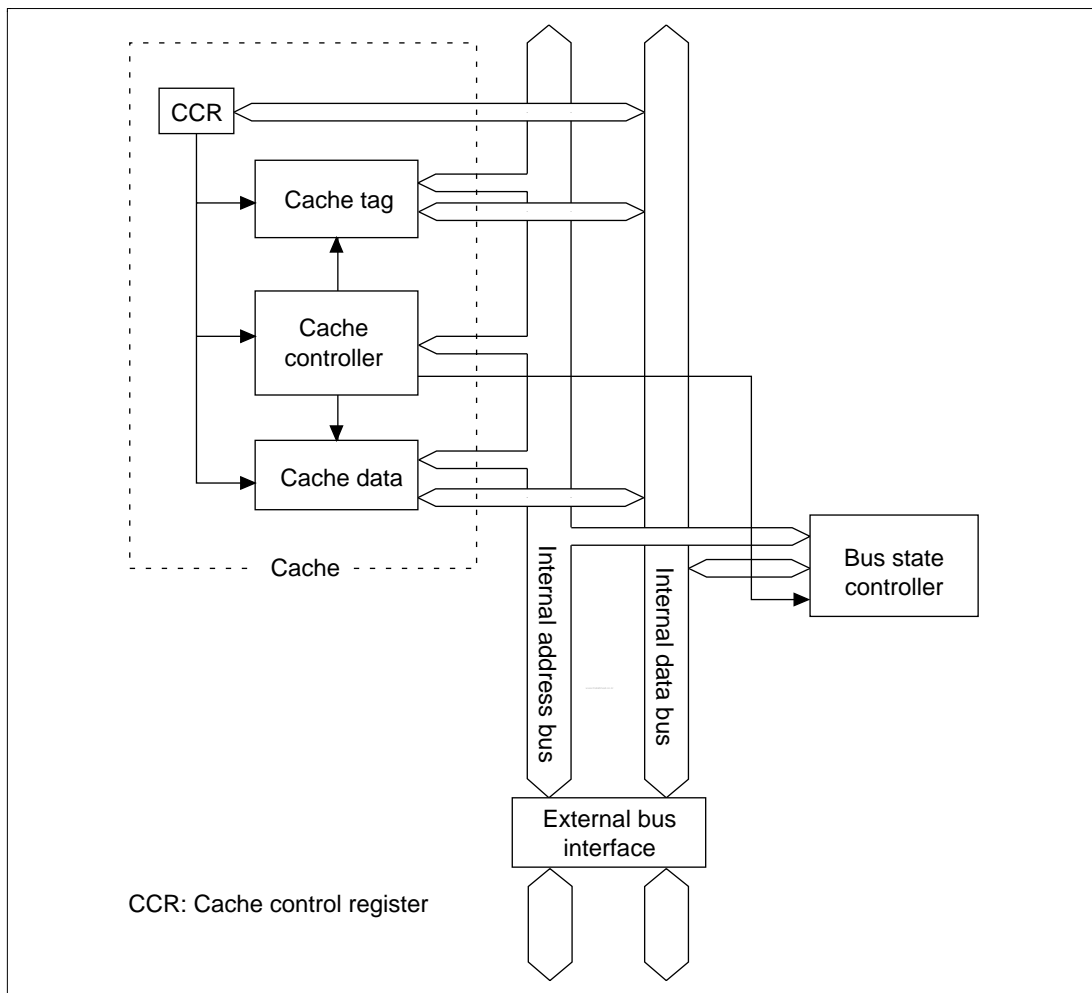 CCR
Cache tag
Cache
controller
Cache data
Cache
Internal address bus
Internal data bus
Bus state
controller
External bus
interface
CCR: Cache control register